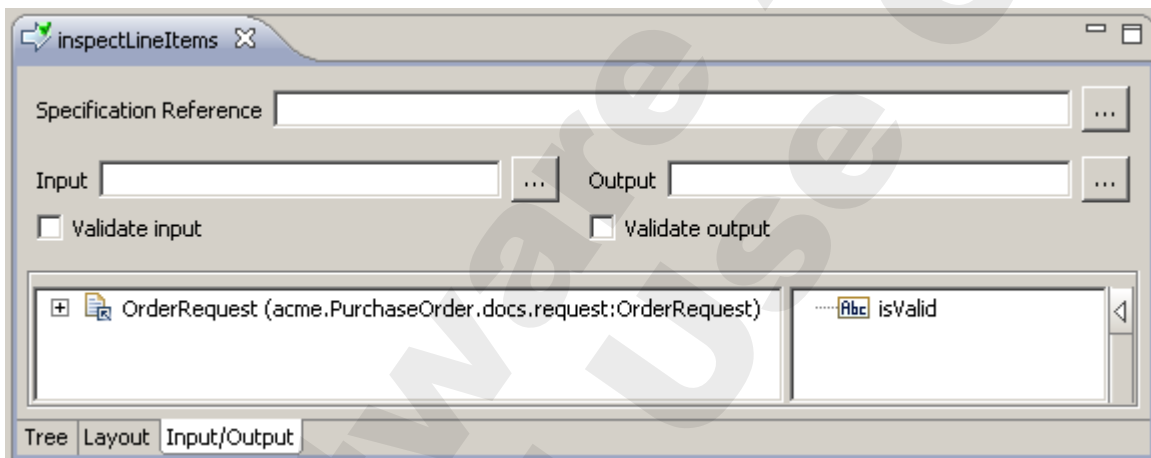 inspectLineItems
Specification Reference ...
Input ... Output ...
Validate input Validate output
OrderRequest (acme.PurchaseOrder.docs.request:OrderRequest) Abc isValid
Tree Layout Input/Output